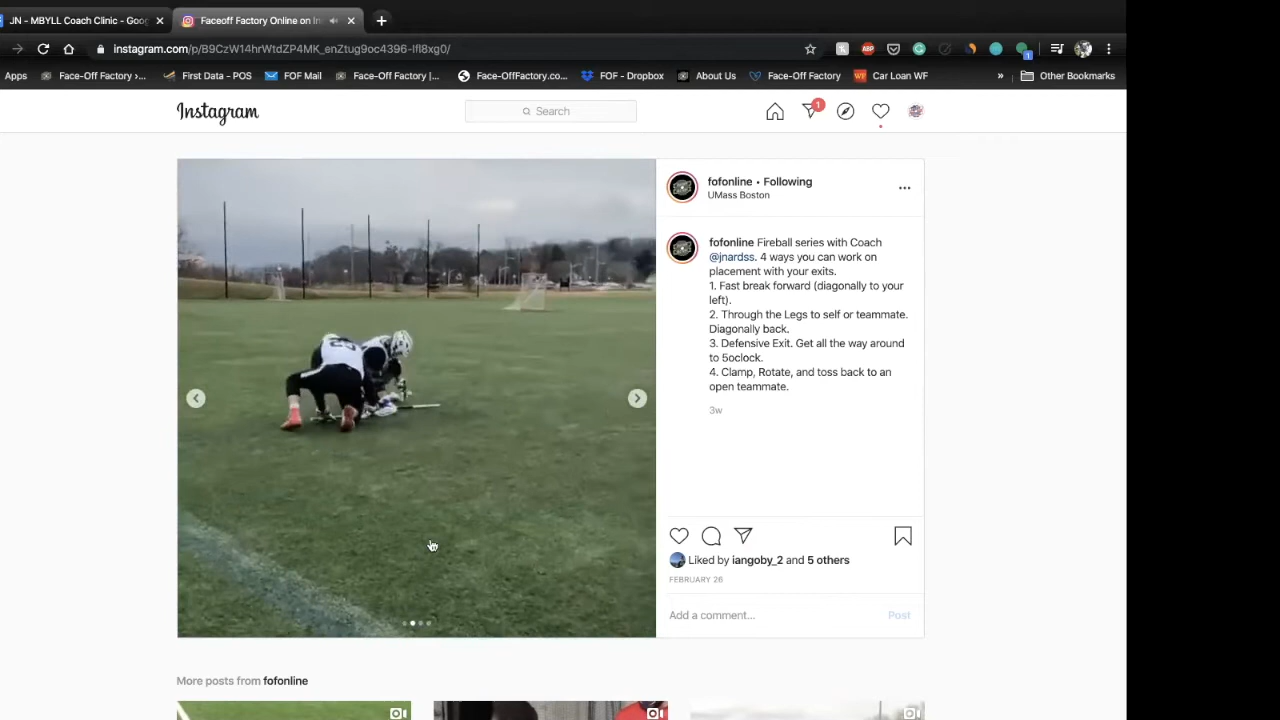 JN - MBYLL Coach Clinic - Goog
Faceoff Factory Online on In
instagram.com/p/B9CzW14hrWtdZP4MK_enZtug9oc4396-lfl8xg0/
Apps
Face-Off Factory ›...
First Data - POS
FOF Mail
Face-Off Factory |...
Face-OffFactory.co...
FOF - Dropbox
About Us
Face-Off Factory
Car Loan WF
»
Other Bookmarks
Instagram
Search
1
fofonline • Following
UMass Boston
fofonline Fireball series with Coach
@jnardss. 4 ways you can work on
placement with your exits.
1. Fast break forward (diagonally to your
left).
2. Through the Legs to self or teammate.
Diagonally back.
3. Defensive Exit. Get all the way around
to 5oclock.
4. Clamp, Rotate, and toss back to an
open teammate.
3w
Liked by iangoby_2 and 5 others
FEBRUARY 26
Add a comment...
Post
More posts from fofonline